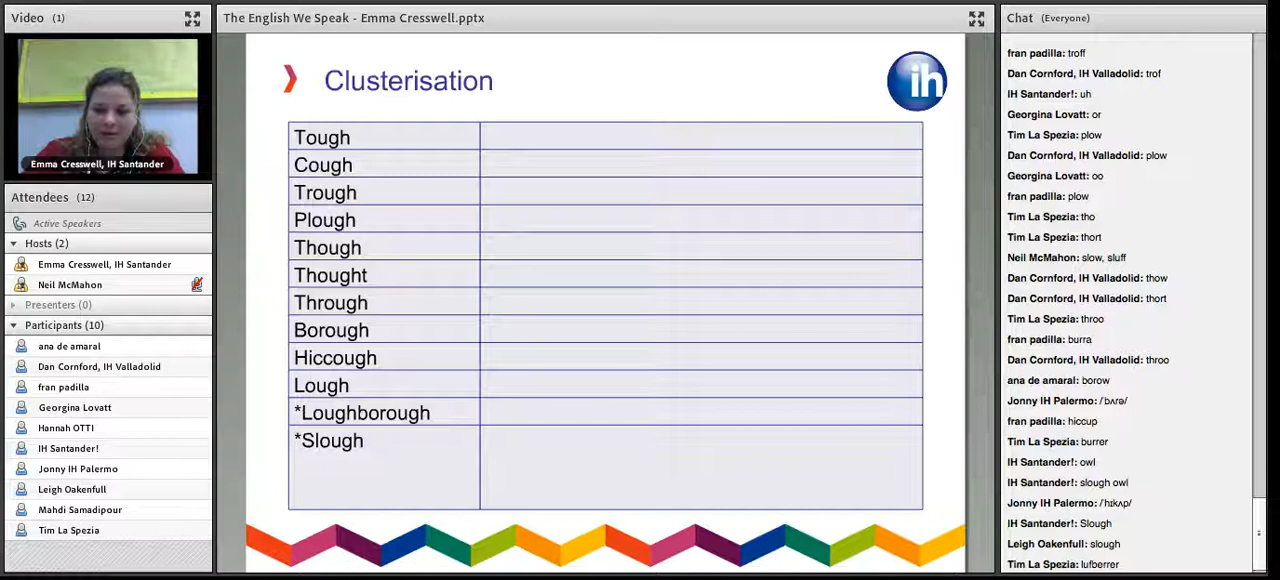 Video (1)
Emma Cresswell, IH Santander
Attendees (12)
Active Speakers
Hosts (2)
Emma Cresswell, IH Santander
Neil McMahon
Presenters (0)
Participants (10)
ana de amaral
Dan Cornford, IH Valladolid
fran padilla
Georgina Lovatt
Hannah OTTI
IH Santander!
Jonny IH Palermo
Leigh Oakenfull
Mahdi Samadipour
Tim La Spezia
The English We Speak - Emma Cresswell.pptx
Clusterisation
ih
Tough
Cough
Trough
Plough
Though
Thought
Through
Borough
Hiccough
Lough
*Loughborough
*Slough
Chat (Everyone)
fran padilla: troff
Dan Cornford, IH Valladolid: trof
IH Santander!: uh
Georgina Lovatt: or
Tim La Spezia: plow
Dan Cornford, IH Valladolid: plow
Georgina Lovatt: oo
fran padilla: plow
Tim La Spezia: tho
Tim La Spezia: thort
Neil McMahon: slow, sluff
Dan Cornford, IH Valladolid: thow
Dan Cornford, IH Valladolid: thort
Tim La Spezia: throo
fran padilla: burra
Dan Cornford, IH Valladolid: throo
ana de amaral: borow
Jonny IH Palermo: /ˈbʌrə/
fran padilla: hiccup
Tim La Spezia: burrer
IH Santander!: owl
IH Santander!: slough owl
Jonny IH Palermo: /ˈhɪkʌp/
IH Santander!: Slough
Leigh Oakenfull: slough
Tim La Spezia: lufberrer